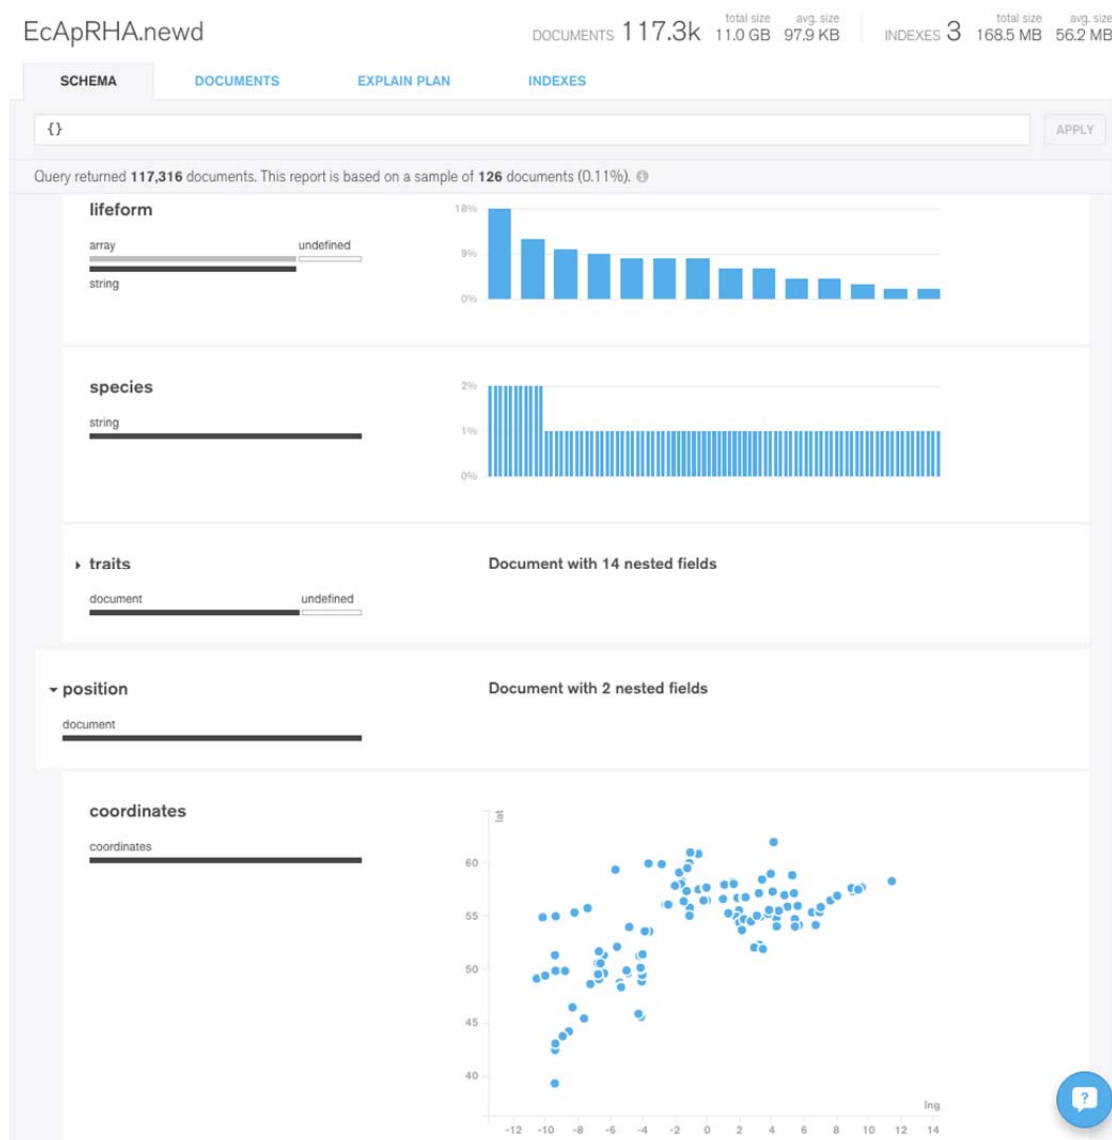 EcApRHA.newd
DOCUMENTS 117.3k total size 11.0 GB avg. size 97.9 KB INDEXES 3 total size 168.5 MB avg. size 56.2 MB
SCHEMA DOCUMENTS EXPLAIN PLAN INDEXES
{} APPLY
Query returned 117,316 documents. This report is based on a sample of 126 documents (0.11%).
lifeform
array undefined
string
18%
9%
0%
species
string
2%
1%
0%
traits Document with 14 nested fields
document undefined
position Document with 2 nested fields
document
coordinates
coordinates
lat
60
55
50
45
40
lng
-12 -10 -8 -6 -4 -2 0 2 4 6 8 10 12 14
?